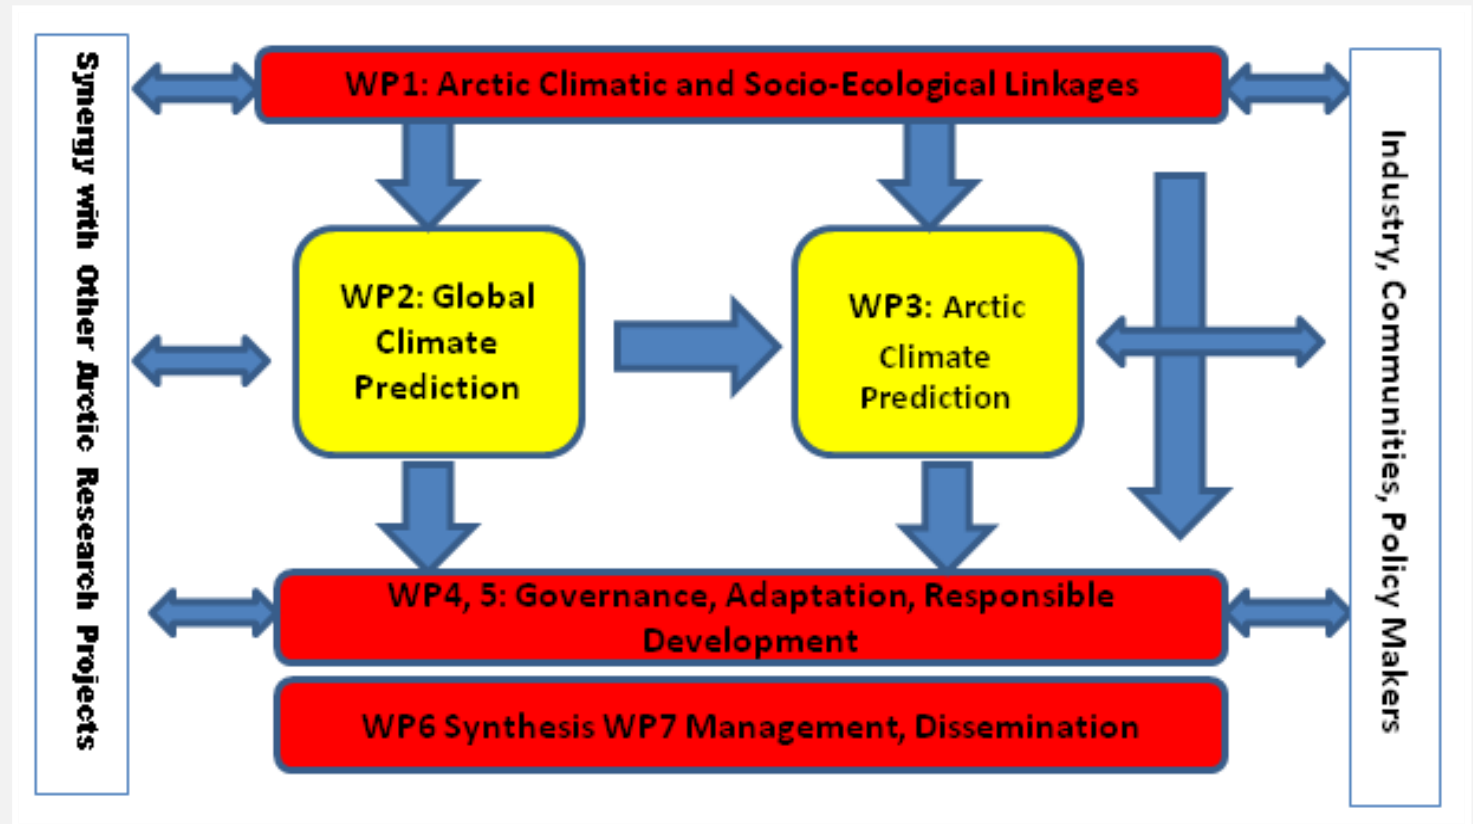 Synergy with Other Arctic Research Projects
WP1: Arctic Climatic and Socio-Ecological Linkages
WP2: Global
Climate
Prediction
WP3: Arctic
Climate
Prediction
WP4, 5: Governance, Adaptation, Responsible
Development
WP6 Synthesis WP7 Management, Dissemination
Industry, Communities, Policy Makers